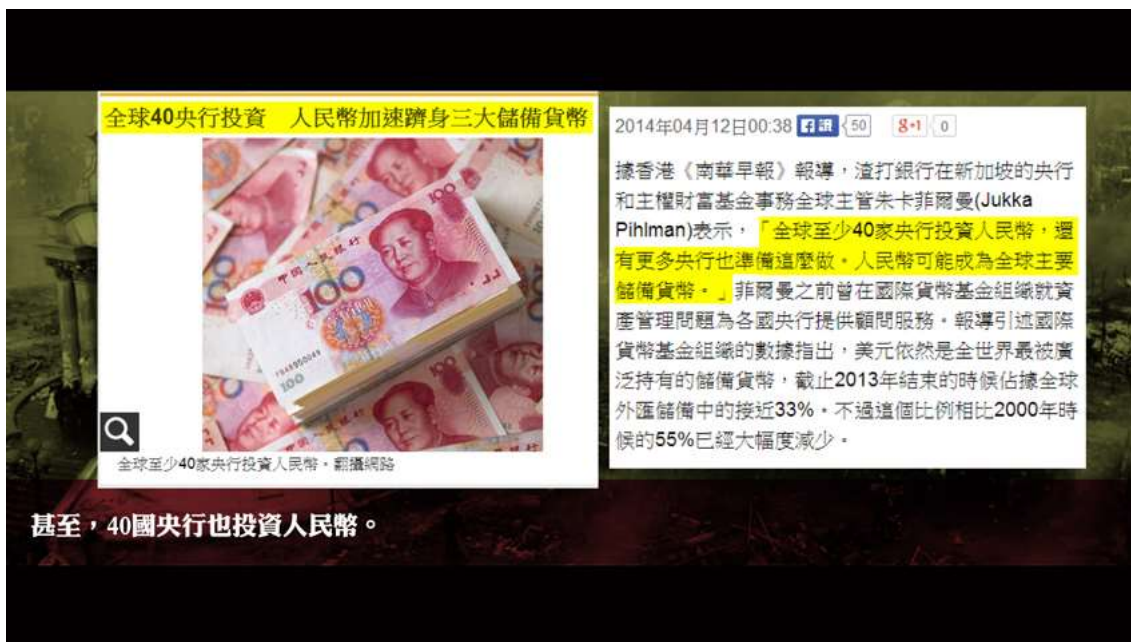 全球40央行投資 人民幣加速躋身三大儲備貨幣
中国人民银行
100
100
FB48950049
100
全球至少40家央行投資人民幣。翻攝網路
2014年04月12日00:38 讚 50 g+1 0
據香港《南華早報》報導，渣打銀行在新加坡的央行
和主權財富基金事務全球主管朱卡菲爾曼(Jukka
Pihlman)表示，「全球至少40家央行投資人民幣，還
有更多央行也準備這麼做。人民幣可能成為全球主要
儲備貨幣。」菲爾曼之前曾在國際貨幣基金組織就資
產管理問題為各國央行提供顧問服務。報導引述國際
貨幣基金組織的數據指出，美元依然是全世界最被廣
泛持有的儲備貨幣，截止2013年結束的時候佔據全球
外匯儲備中的接近33%。不過這個比例相比2000年時
候的55%已經大幅度減少。
甚至，40國央行也投資人民幣。